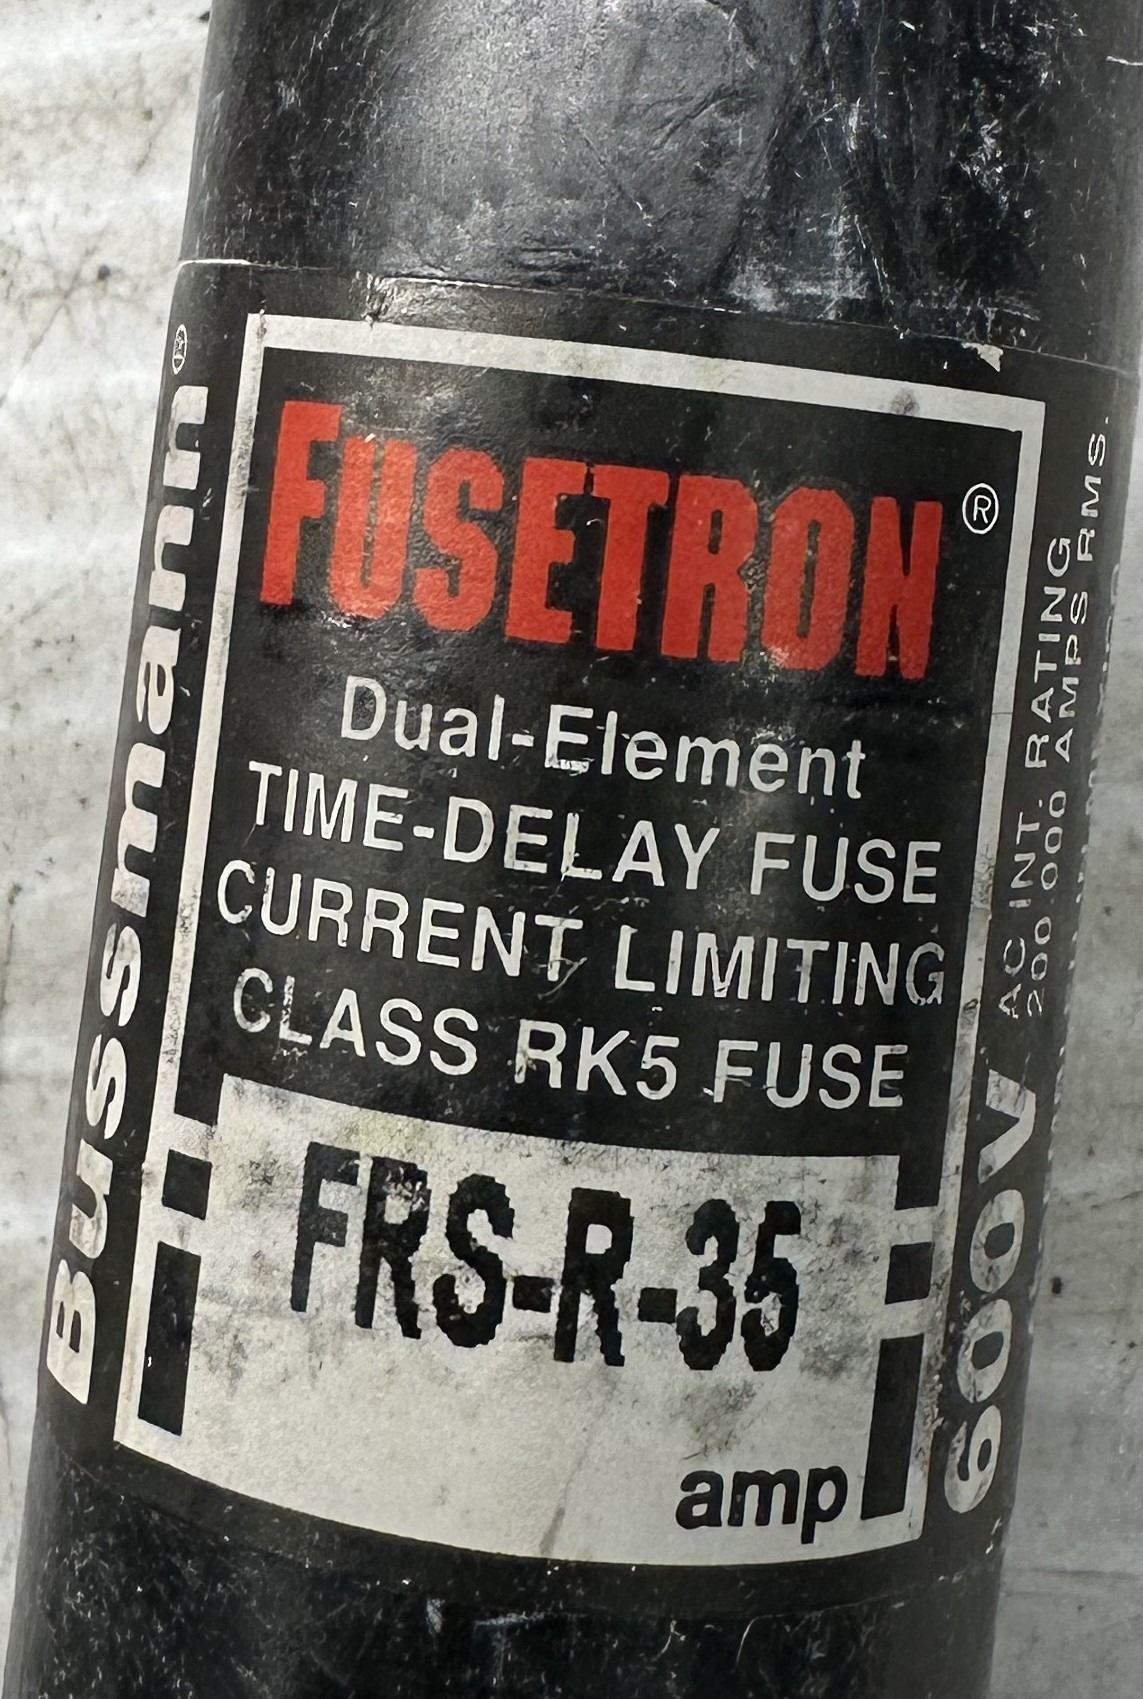 Bussmann®
FUSETRON®
Dual-Element
TIME-DELAY FUSE
CURRENT LIMITING
CLASS RK5 FUSE
FRS-R-35
amp
600V
AC INT. RATING
200,000 AMPS RMS.